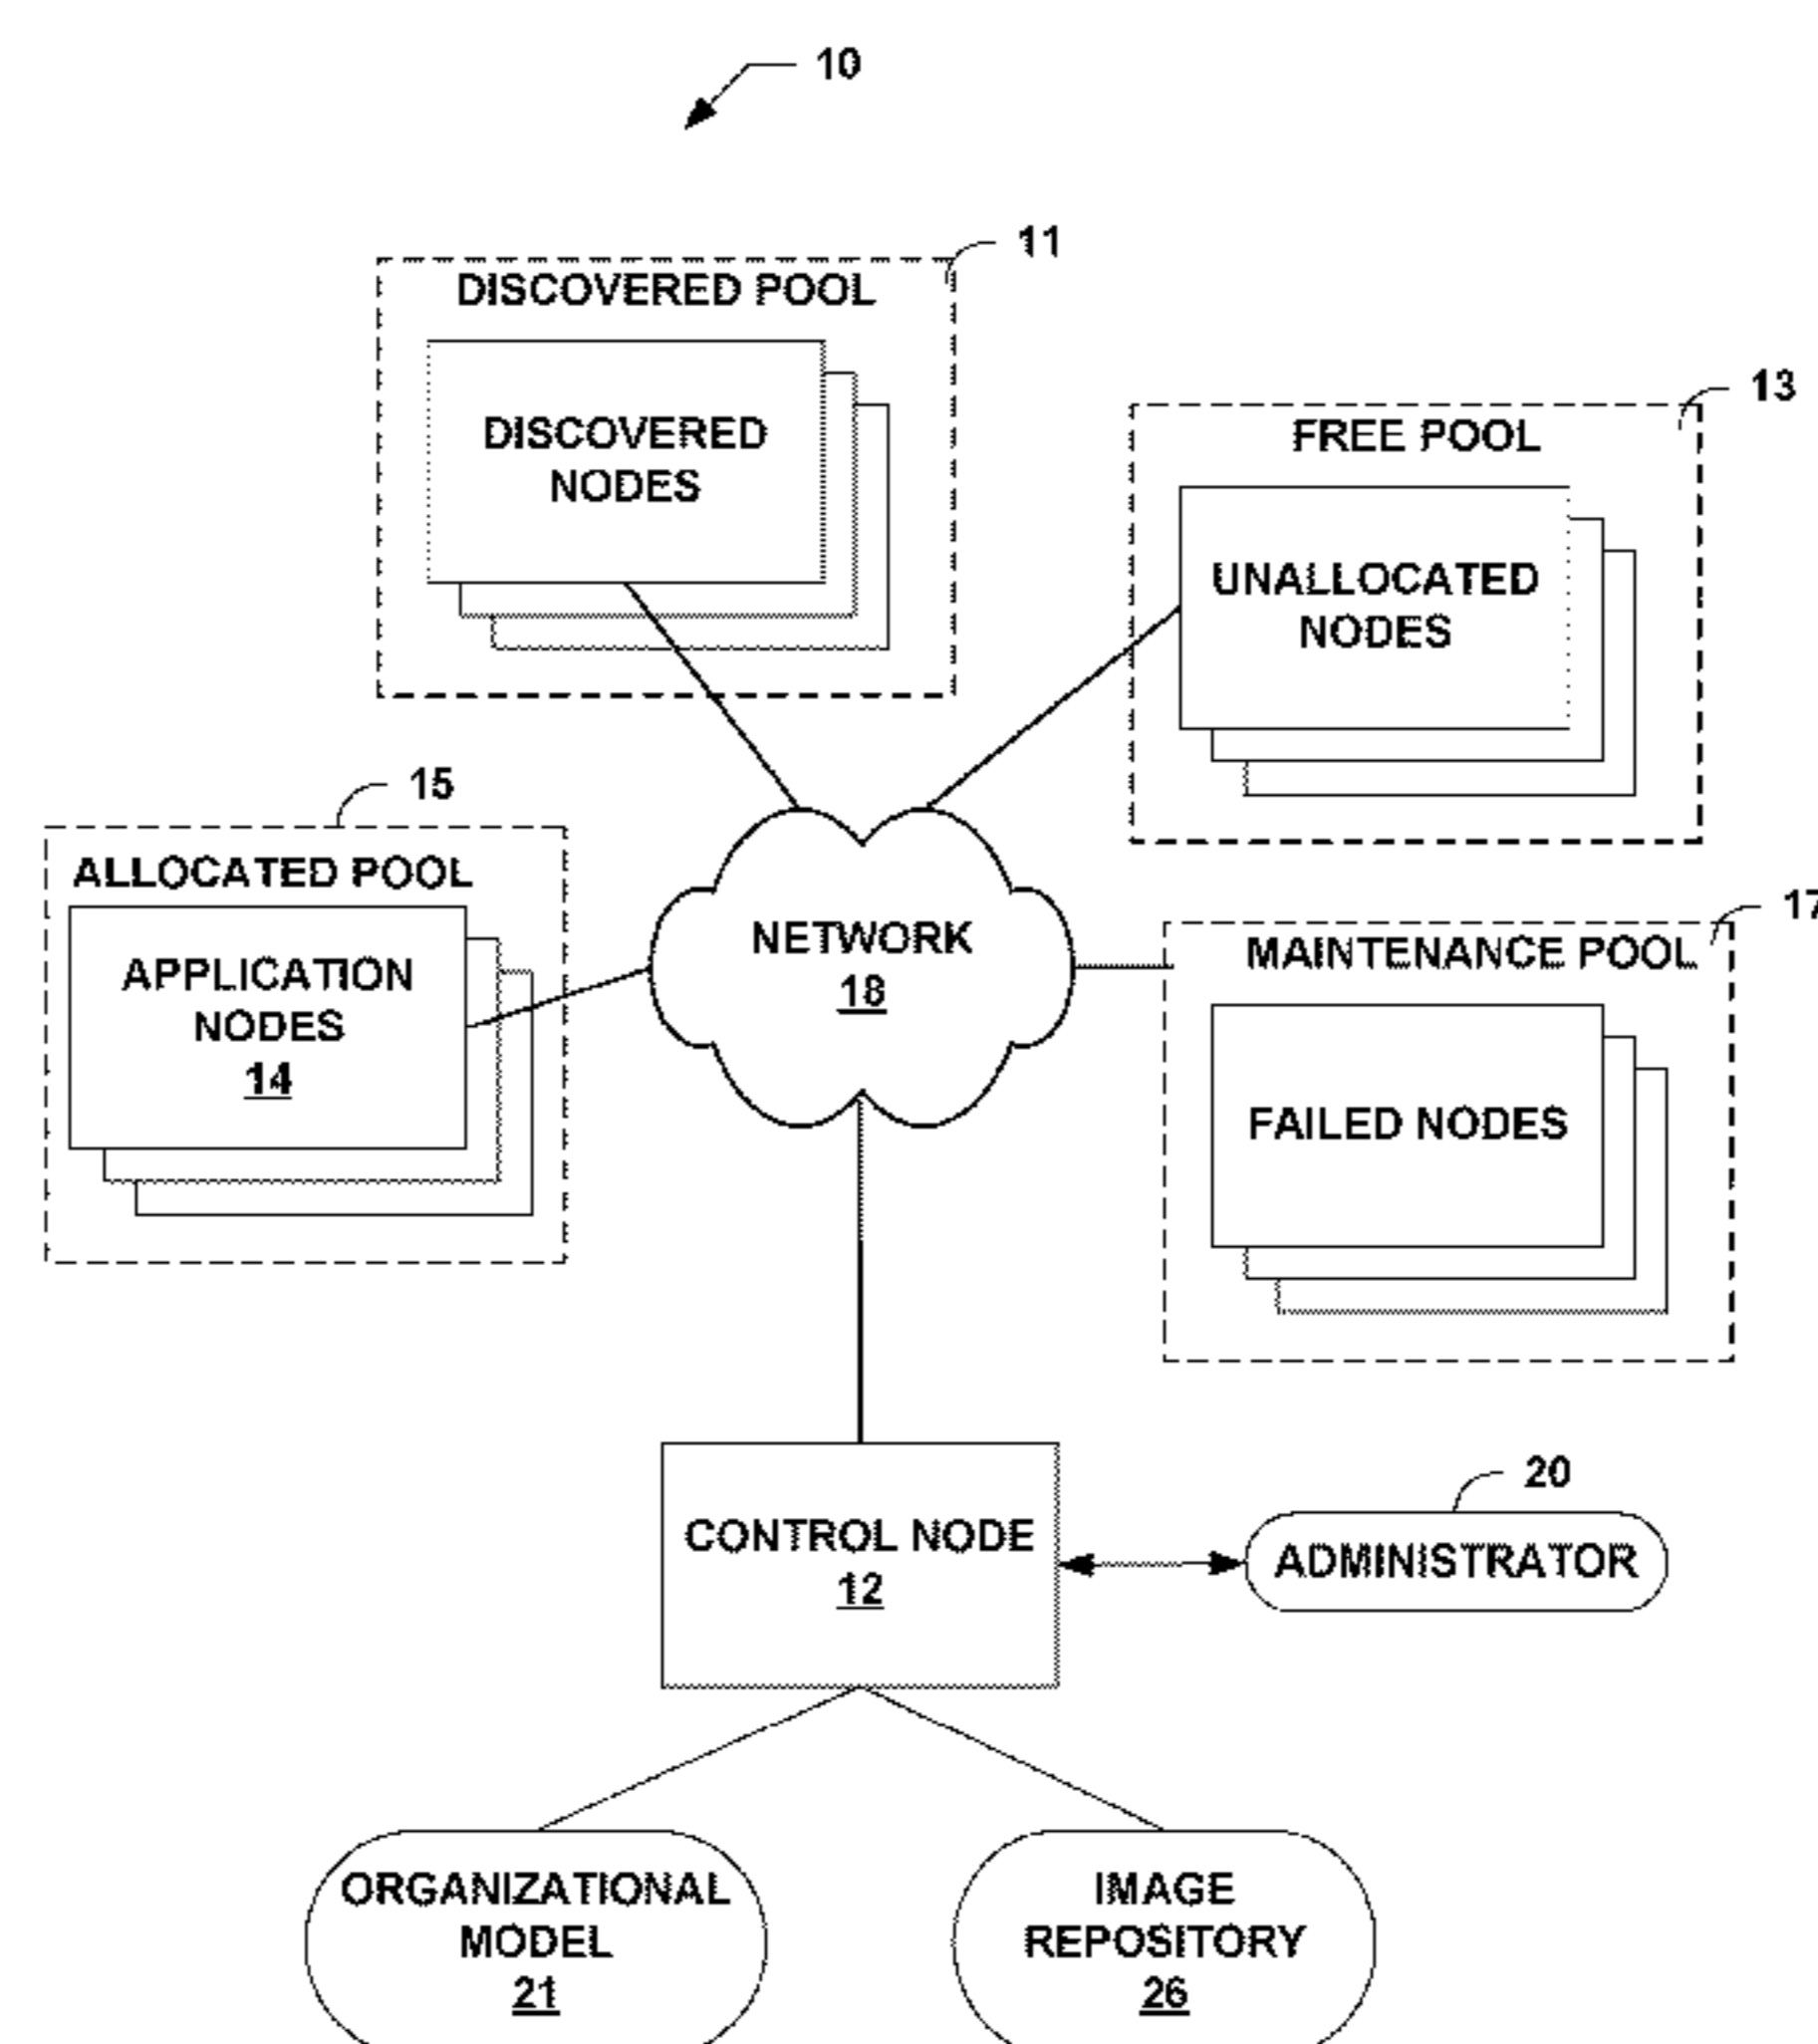 10
11
DISCOVERED POOL
DISCOVERED
NODES
13
FREE POOL
UNALLOCATED
NODES
15
ALLOCATED POOL
APPLICATION
NODES
14
NETWORK
18
17
MAINTENANCE POOL
FAILED NODES
CONTROL NODE
12
20
ADMINISTRATOR
ORGANIZATIONAL
MODEL
21
IMAGE
REPOSITORY
26